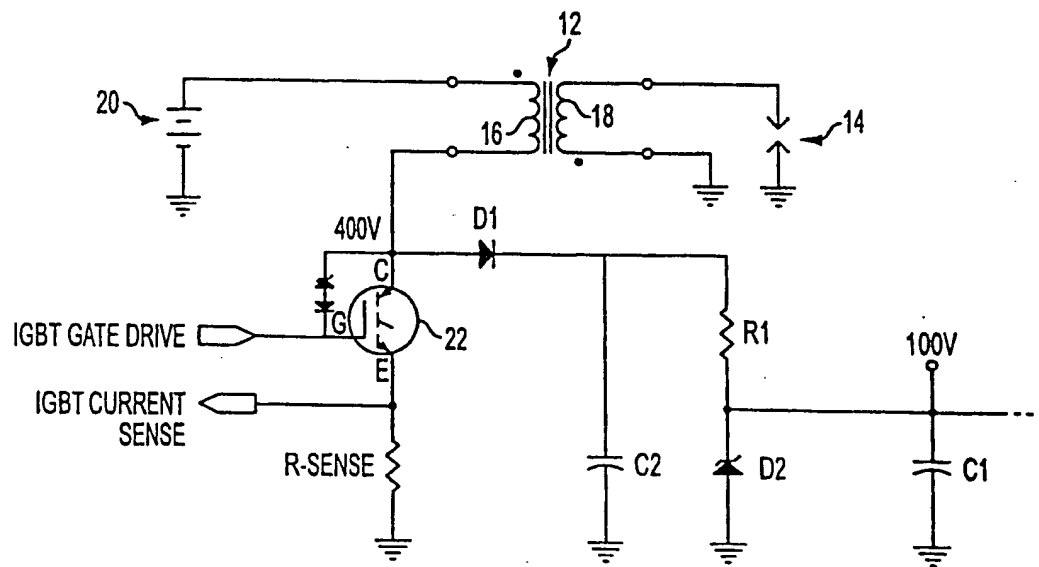 12
20
16
18
14
400V
D1
C
G
22
R1
IGBT GATE DRIVE
100V
E
IGBT CURRENT
SENSE
R-SENSE
C2
D2
C1